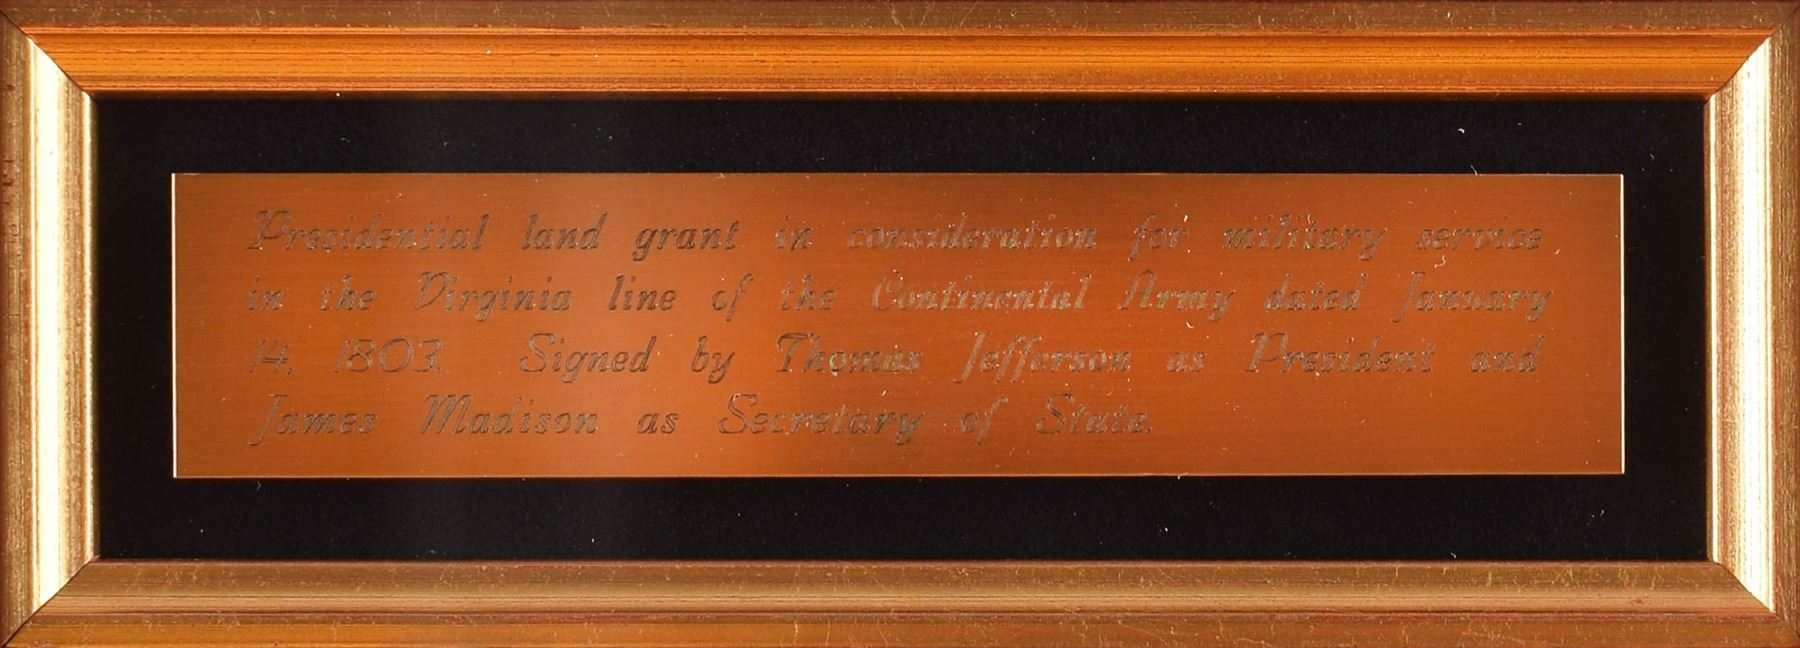 Presidential land grant in consideration for military service
in the Virginia line of the Continental Army dated January
14, 1803. Signed by Thomas Jefferson as President and
James Madison as Secretary of State.